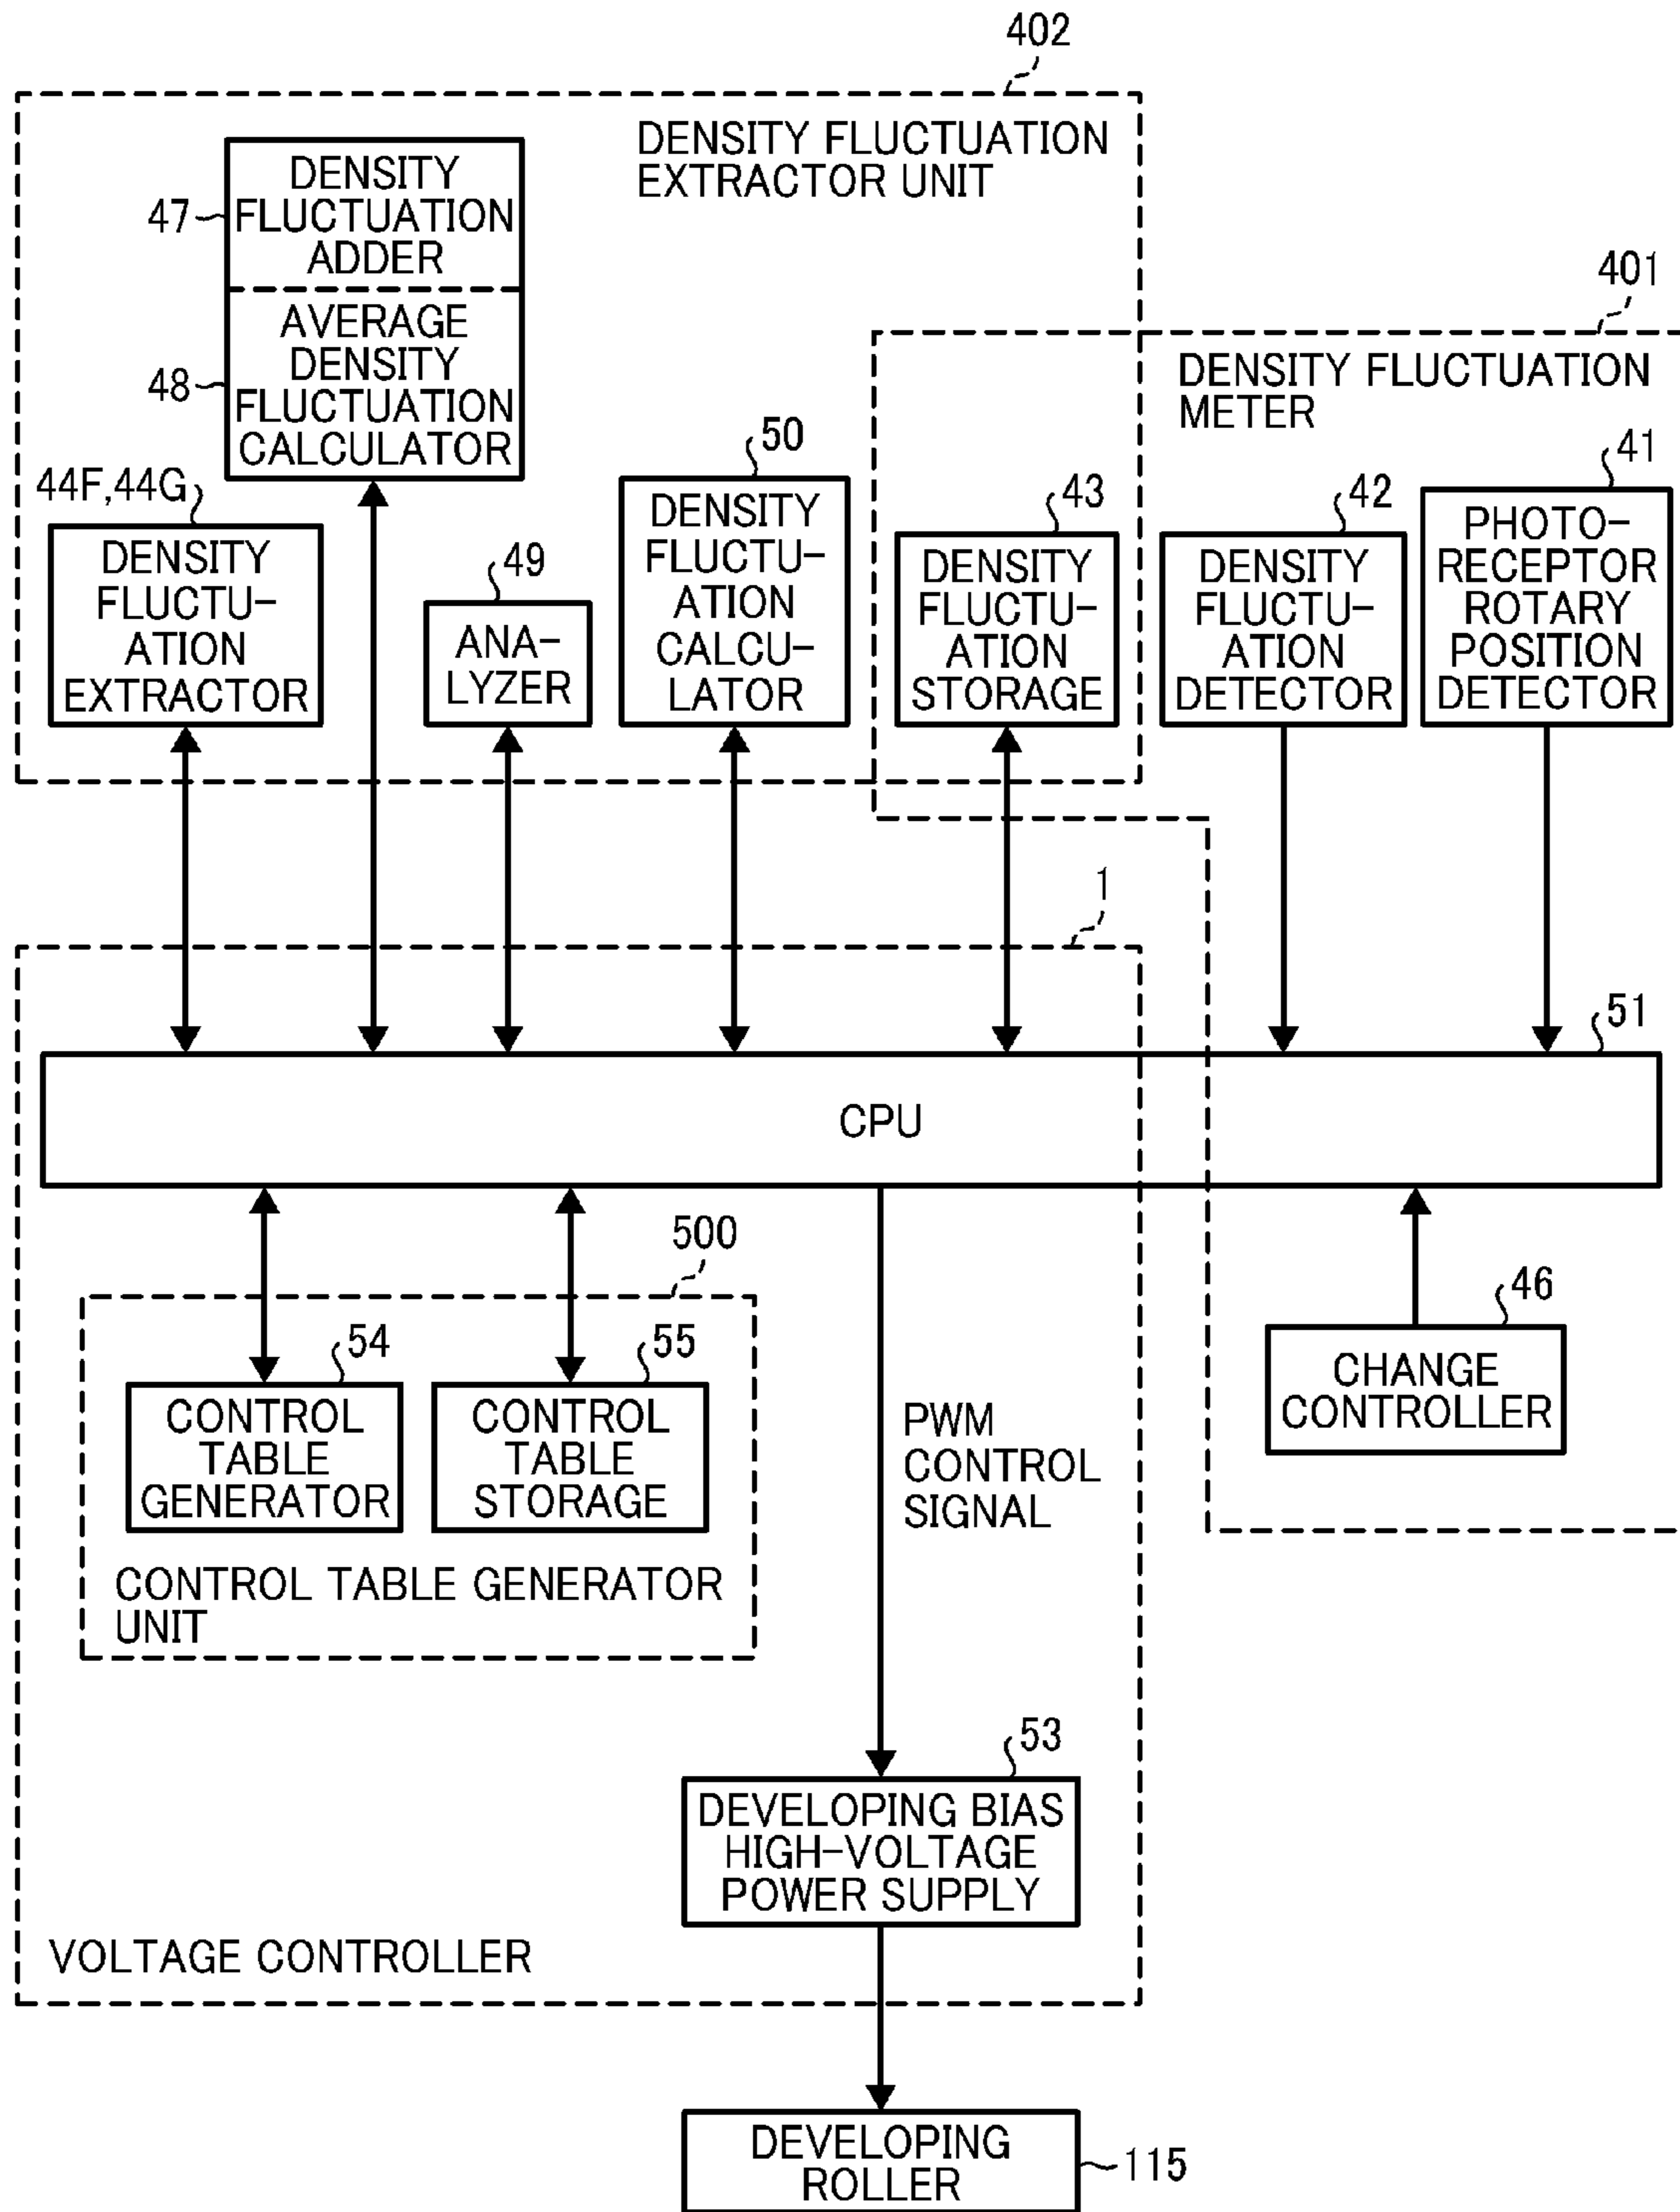 402
DENSITY FLUCTUATION
EXTRACTOR UNIT
47
DENSITY
FLUCTUATION
ADDER
48
AVERAGE
DENSITY
FLUCTUATION
CALCULATOR
401
DENSITY FLUCTUATION
METER
44F,44G
DENSITY
FLUCTU-
ATION
EXTRACTOR
49
ANA-
LYZER
50
DENSITY
FLUCTU-
ATION
CALCU-
LATOR
43
DENSITY
FLUCTU-
ATION
STORAGE
42
DENSITY
FLUCTU-
ATION
DETECTOR
41
PHOTO-
RECEPTOR
ROTARY
POSITION
DETECTOR
1
51
CPU
500
54
CONTROL
TABLE
GENERATOR
55
CONTROL
TABLE
STORAGE
CONTROL TABLE GENERATOR
UNIT
PWM
CONTROL
SIGNAL
46
CHANGE
CONTROLLER
53
DEVELOPING BIAS
HIGH-VOLTAGE
POWER SUPPLY
VOLTAGE CONTROLLER
DEVELOPING
ROLLER
115